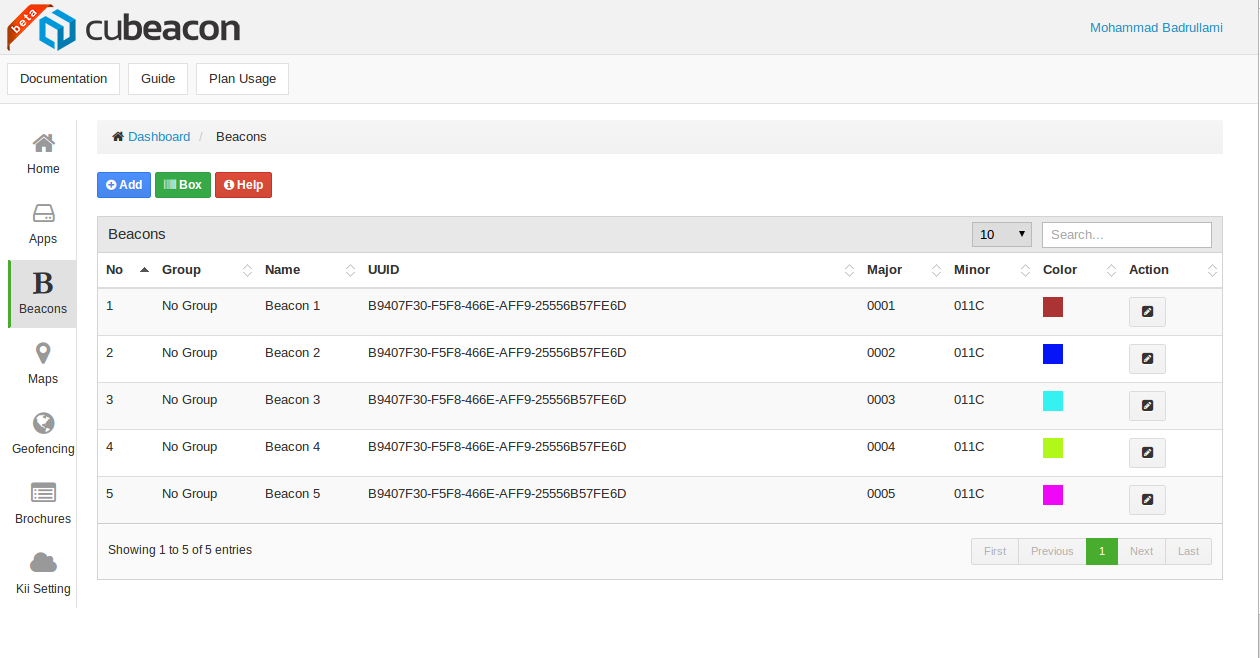 beta cubeacon Mohammad Badrullami
Documentation Guide Plan Usage
Dashboard / Beacons
Home
Apps
B
Beacons
Maps
Geofencing
Brochures
Kii Setting
Add Box Help
Beacons 10 Search...
No Group Name UUID Major Minor Color Action
1 No Group Beacon 1 B9407F30-F5F8-466E-AFF9-25556B57FE6D 0001 011C
2 No Group Beacon 2 B9407F30-F5F8-466E-AFF9-25556B57FE6D 0002 011C
3 No Group Beacon 3 B9407F30-F5F8-466E-AFF9-25556B57FE6D 0003 011C
4 No Group Beacon 4 B9407F30-F5F8-466E-AFF9-25556B57FE6D 0004 011C
5 No Group Beacon 5 B9407F30-F5F8-466E-AFF9-25556B57FE6D 0005 011C
Showing 1 to 5 of 5 entries First Previous 1 Next Last